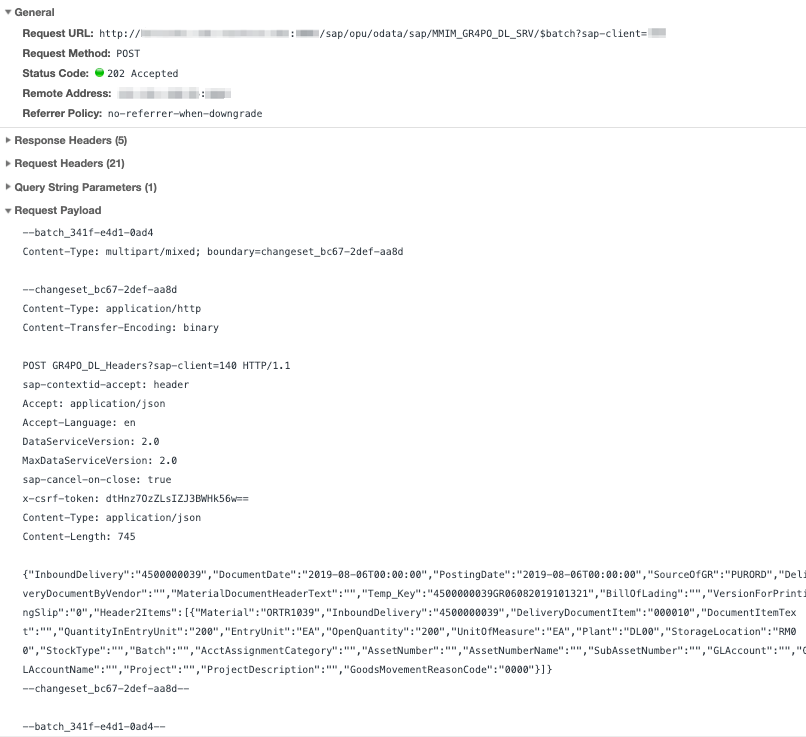 General
Request URL: http:// : /sap/opu/odata/sap/MMIM_GR4PO_DL_SRV/$batch?sap-client=
Request Method: POST
Status Code: 202 Accepted
Remote Address: :
Referrer Policy: no-referrer-when-downgrade
Response Headers (5)
Request Headers (21)
Query String Parameters (1)
Request Payload
--batch_341f-e4d1-0ad4
Content-Type: multipart/mixed; boundary=changeset_bc67-2def-aa8d
--changeset_bc67-2def-aa8d
Content-Type: application/http
Content-Transfer-Encoding: binary
POST GR4PO_DL_Headers?sap-client=140 HTTP/1.1
sap-contextid-accept: header
Accept: application/json
Accept-Language: en
DataServiceVersion: 2.0
MaxDataServiceVersion: 2.0
sap-cancel-on-close: true
x-csrf-token: dtHnz7OzZLsIZJ3BWHk56w==
Content-Type: application/json
Content-Length: 745
{"InboundDelivery":"4500000039","DocumentDate":"2019-08-06T00:00:00","PostingDate":"2019-08-06T00:00:00","SourceOfGR":"PURORD","Deli
veryDocumentByVendor":"","MaterialDocumentHeaderText":"","Temp_Key":"4500000039GR06082019101321","BillOfLading":"","VersionForPrinti
ngSlip":"0","Header2Items":[{"Material":"ORTR1039","InboundDelivery":"4500000039","DeliveryDocumentItem":"000010","DocumentItemTex
t":"","QuantityInEntryUnit":"200","EntryUnit":"EA","OpenQuantity":"200","UnitOfMeasure":"EA","Plant":"DL00","StorageLocation":"RM0
0","StockType":"","Batch":"","AcctAssignmentCategory":"","AssetNumber":"","AssetNumberName":"","SubAssetNumber":"","GLAccount":"","G
LAccountName":"","Project":"","ProjectDescription":"","GoodsMovementReasonCode":"0000"}]}
--changeset_bc67-2def-aa8d--
--batch_341f-e4d1-0ad4--